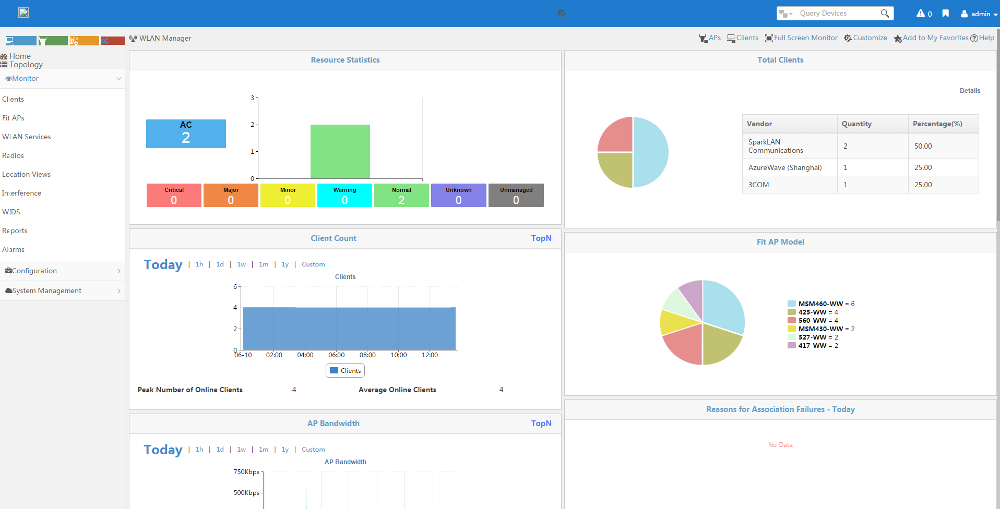 Query Devices
0
admin
WLAN Manager
APs
Clients
Full Screen Monitor
Customize
Add to My Favorites
Help
Home
Topology
Monitor
Clients
Fit APs
WLAN Services
Radios
Location Views
Interference
WIDS
Reports
Alarms
Configuration
System Management
Resource Statistics
AC
2
3
2
1
0
Critical
0
Major
0
Minor
0
Warning
0
Normal
2
Unknown
0
Unmanaged
0
Total Clients
Details
Vendor Quantity Percentage(%)
SparkLAN
Communications 2 50.00
AzureWave (Shanghai) 1 25.00
3COM 1 25.00
Client Count
TopN
Today | 1h | 1d | 1w | 1m | 1y | Custom
Clients
6
4
2
0
06-10 02:00 04:00 06:00 08:00 10:00 12:00
Clients
Peak Number of Online Clients 4 Average Online Clients 4
Fit AP Model
MSM460-WW = 6
425-WW = 4
560-WW = 4
MSM430-WW = 2
527-WW = 2
417-WW = 2
AP Bandwidth
TopN
Today | 1h | 1d | 1w | 1m | 1y | Custom
AP Bandwidth
750Kbps
500Kbps
Reasons for Association Failures - Today
No Data